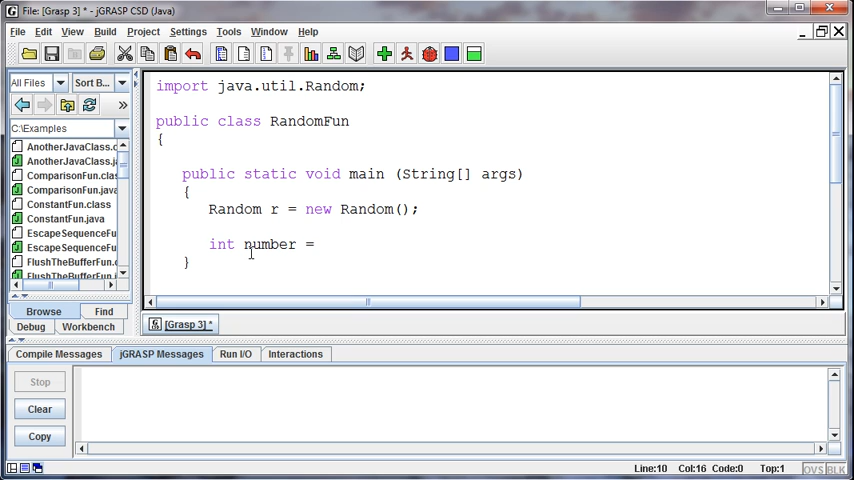 File: [Grasp 3] * - jGRASP CSD (Java)
File Edit View Build Project Settings Tools Window Help
All Files Sort B...
C:\Examples
AnotherJavaClass.c
AnotherJavaClass.ja
ComparisonFun.clas
ComparisonFun.java
ConstantFun.class
ConstantFun.java
EscapeSequenceFu
EscapeSequenceFu
FlushTheBufferFun.
FlushTheBufferFun.j
Browse Find
Debug Workbench
import java.util.Random;
public class RandomFun
{
public static void main (String[] args)
{
Random r = new Random();
int number =
}
[Grasp 3] *
Compile Messages jGRASP Messages Run I/O Interactions
Stop
Clear
Copy
Line:10 Col:16 Code:0 Top:1 OVS BLK